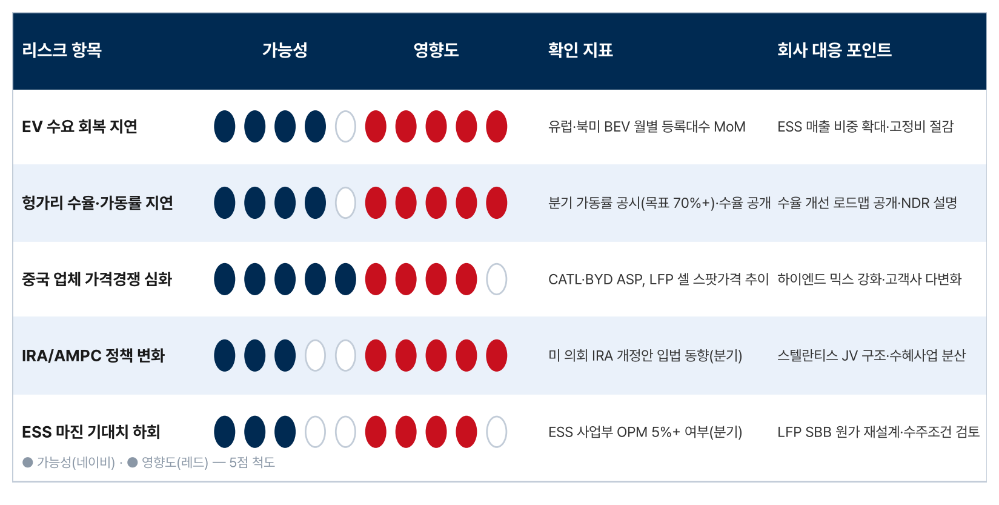 리스크 항목 가능성 영향도 확인 지표 회사 대응 포인트
EV 수요 회복 지연 유럽·북미 BEV 월별 등록대수 MoM ESS 매출 비중 확대·고정비 절감
헝가리 수율·가동률 지연 분기 가동률 공시(목표 70%+)·수율 공개 수율 개선 로드맵 공개·NDR 설명
중국 업체 가격경쟁 심화 CATL·BYD ASP, LFP 셀 스팟가격 추이 하이엔드 믹스 강화·고객사 다변화
IRA/AMPC 정책 변화 미 의회 IRA 개정안 입법 동향(분기) 스텔란티스 JV 구조·수혜사업 분산
ESS 마진 기대치 하회 ESS 사업부 OPM 5%+ 여부(분기) LFP SBB 원가 재설계·수주조건 검토
● 가능성(네이비) · ● 영향도(레드) — 5점 척도